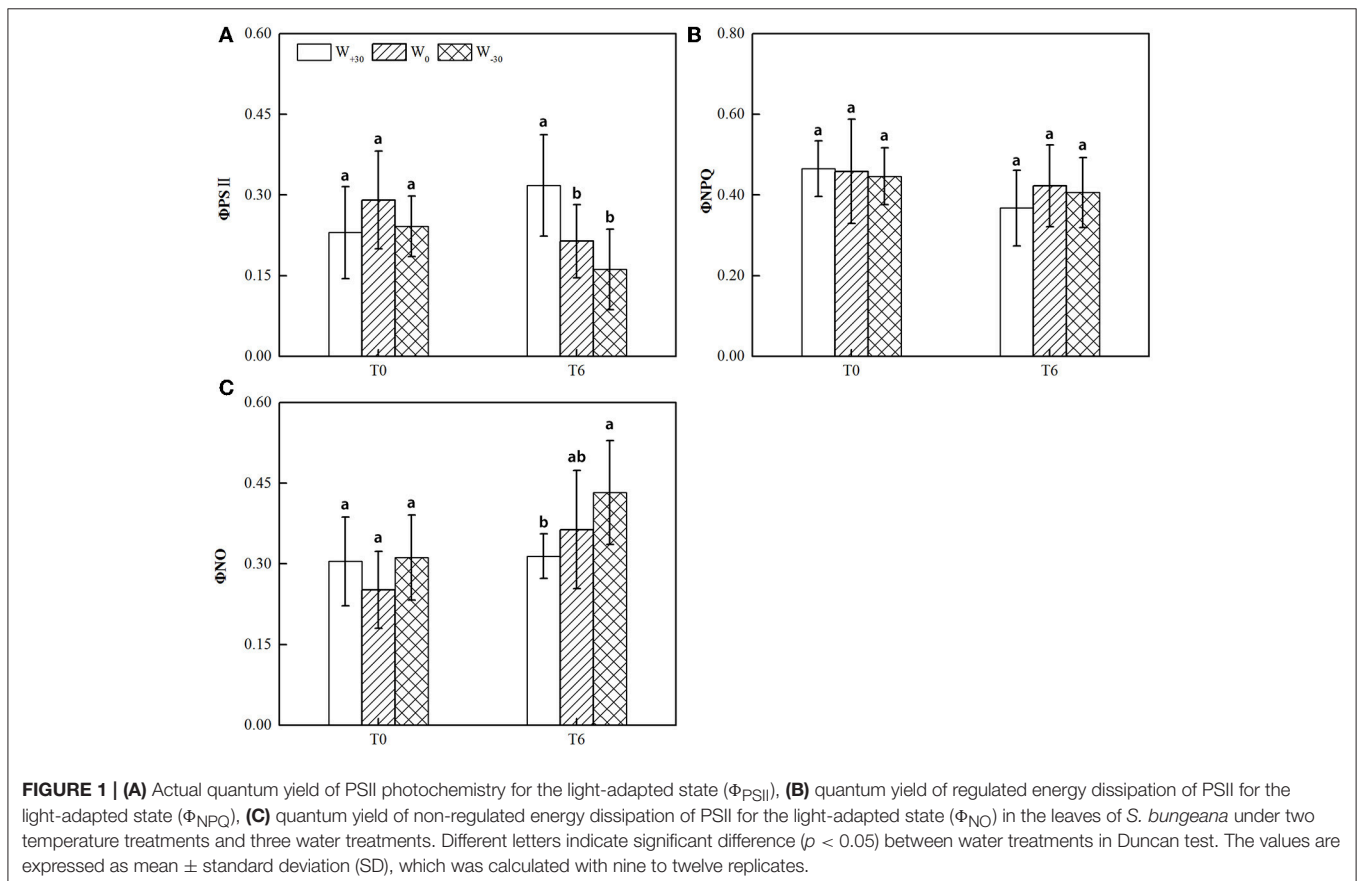 A
0.60
0.45
0.30
0.15
0.00
ΦPSⅡ
W+30 W0 W-30
a a a
a b b
T0 T6
B
0.80
0.60
0.40
0.20
0.00
ΦNPQ
a a a
a a a
T0 T6
C
0.60
0.45
0.30
0.15
0.00
ΦNO
a a a
b ab a
T0 T6
FIGURE 1 | (A) Actual quantum yield of PSII photochemistry for the light-adapted state (ΦPSII), (B) quantum yield of regulated energy dissipation of PSII for the
light-adapted state (ΦNPQ), (C) quantum yield of non-regulated energy dissipation of PSII for the light-adapted state (ΦNO) in the leaves of S. bungeana under two
temperature treatments and three water treatments. Different letters indicate significant difference (p < 0.05) between water treatments in Duncan test. The values are
expressed as mean ± standard deviation (SD), which was calculated with nine to twelve replicates.